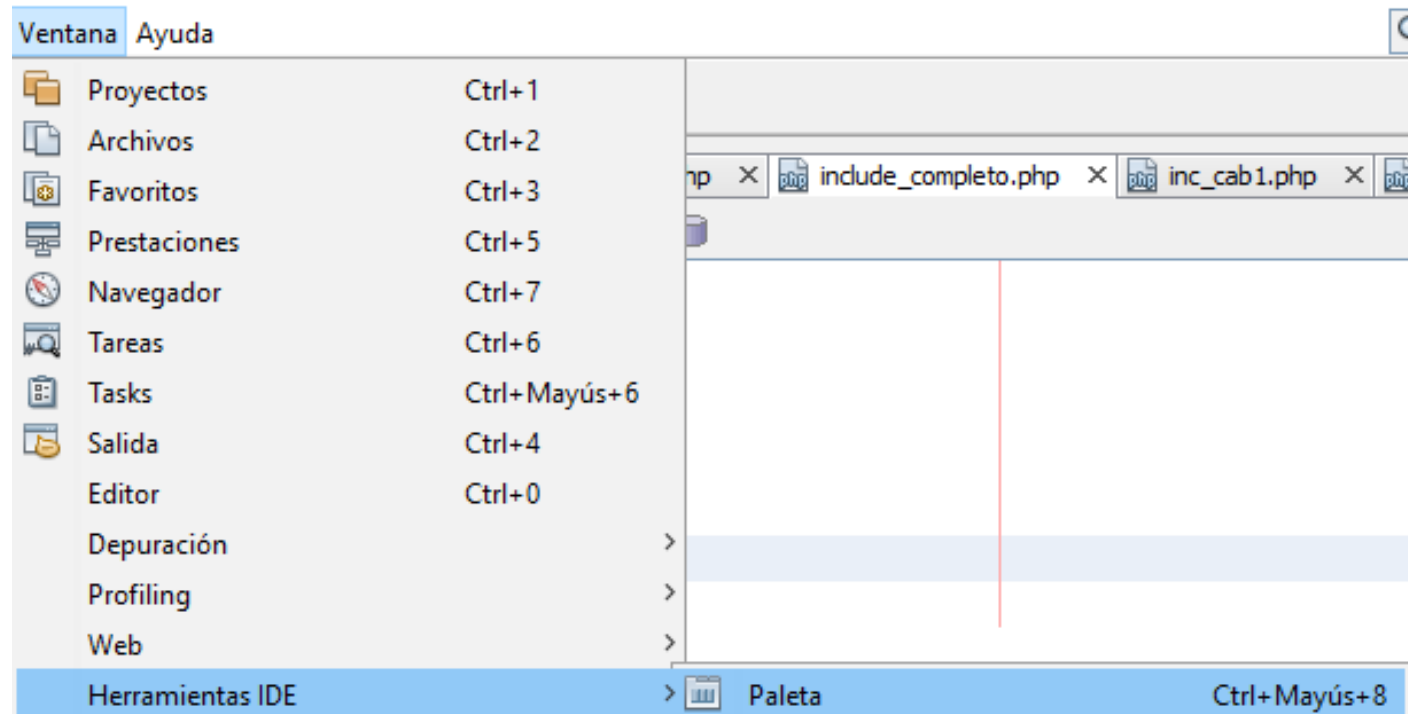 Ventana Ayuda
Proyectos Ctrl+1
Archivos Ctrl+2
Favoritos Ctrl+3
Prestaciones Ctrl+5
Navegador Ctrl+7
Tareas Ctrl+6
Tasks Ctrl+Mayús+6
Salida Ctrl+4
Editor Ctrl+0
Depuración
Profiling
Web
Herramientas IDE
include_completo.php
inc_cab1.php
Paleta Ctrl+Mayús+8